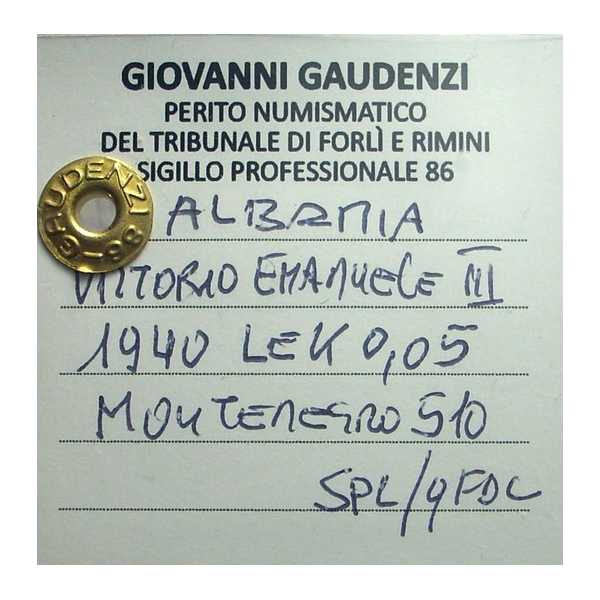 GIOVANNI GAUDENZI
PERITO NUMISMATICO
DEL TRIBUNALE DI FORLÌ E RIMINI
SIGILLO PROFESSIONALE 86
GAUDENZI 86
ALBANIA
VITTORIO EMANUELE III
1940 LEK 0,05
MONTENEGRO 510
SPL/qFDC